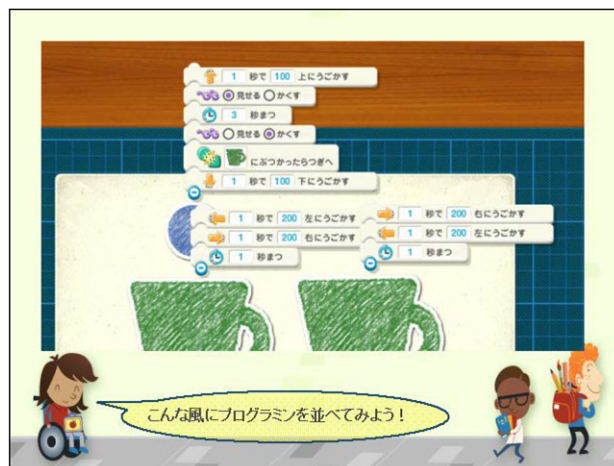 1 秒で 100 上にうごかす
見せる かくす
3 秒まつ
見せる かくす
にぶつかったらつぎへ
1 秒で 100 下にうごかす
1 秒で 200 左にうごかす
1 秒で 200 右にうごかす
1 秒まつ
1 秒で 200 右にうごかす
1 秒で 200 左にうごかす
1 秒まつ
こんな風にプログラミンを並べてみよう！